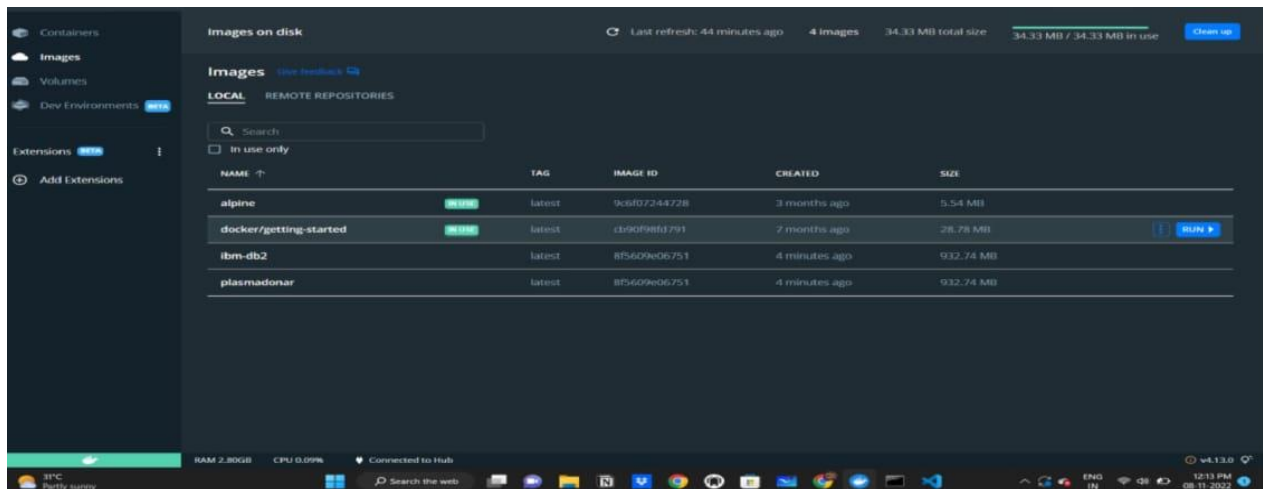 Containers
Images
Volumes
Dev Environments BETA
Extensions BETA
Add Extensions
Images on disk
Last refresh: 44 minutes ago
4 images
34.33 MB total size
34.33 MB / 34.33 MB in use
Clean up
Images Give feedback
LOCAL REMOTE REPOSITORIES
Search
In use only
NAME TAG IMAGE ID CREATED SIZE
alpine IN USE latest 9c6f07244728 3 months ago 5.54 MB
docker/getting-started IN USE latest cb90f98fd791 7 months ago 28.78 MB RUN
ibm-db2 latest 8f5609e06751 4 minutes ago 932.74 MB
plasmadonar latest 8f5609e06751 4 minutes ago 932.74 MB
RAM 2.80GB CPU 0.09% Connected to Hub v4.13.0
31°C
Partly sunny
Search the web
ENG
IN
12:13 PM
08-11-2022